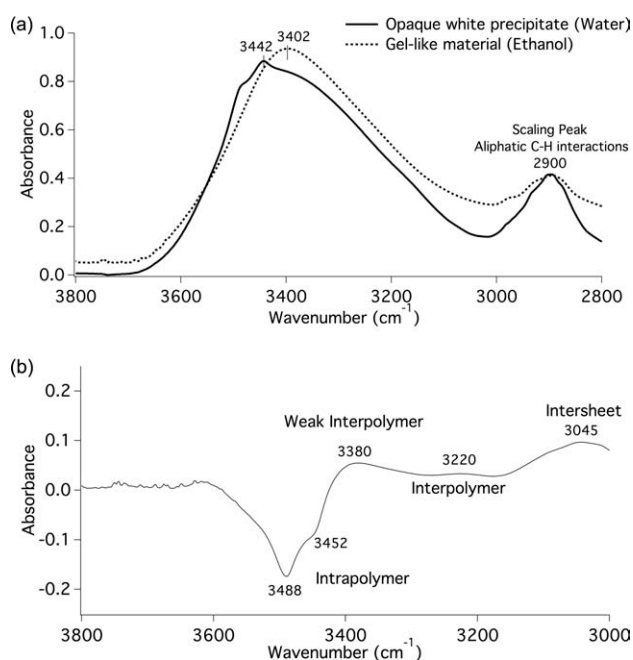 (a)
1.0
0.8
0.6
0.4
0.2
0.0
Absorbance
3442 3402
Opaque white precipitate (Water)
Gel-like material (Ethanol)
Scaling Peak
Aliphatic C-H interactions
2900
3800 3600 3400 3200 3000 2800
Wavenumber (cm⁻¹)
(b)
0.2
0.1
0.0
-0.1
-0.2
Absorbance
Weak Interpolymer
3380
3220
Interpolymer
Intersheet
3045
3452
3488
Intrapolymer
3800 3600 3400 3200 3000
Wavenumber (cm⁻¹)